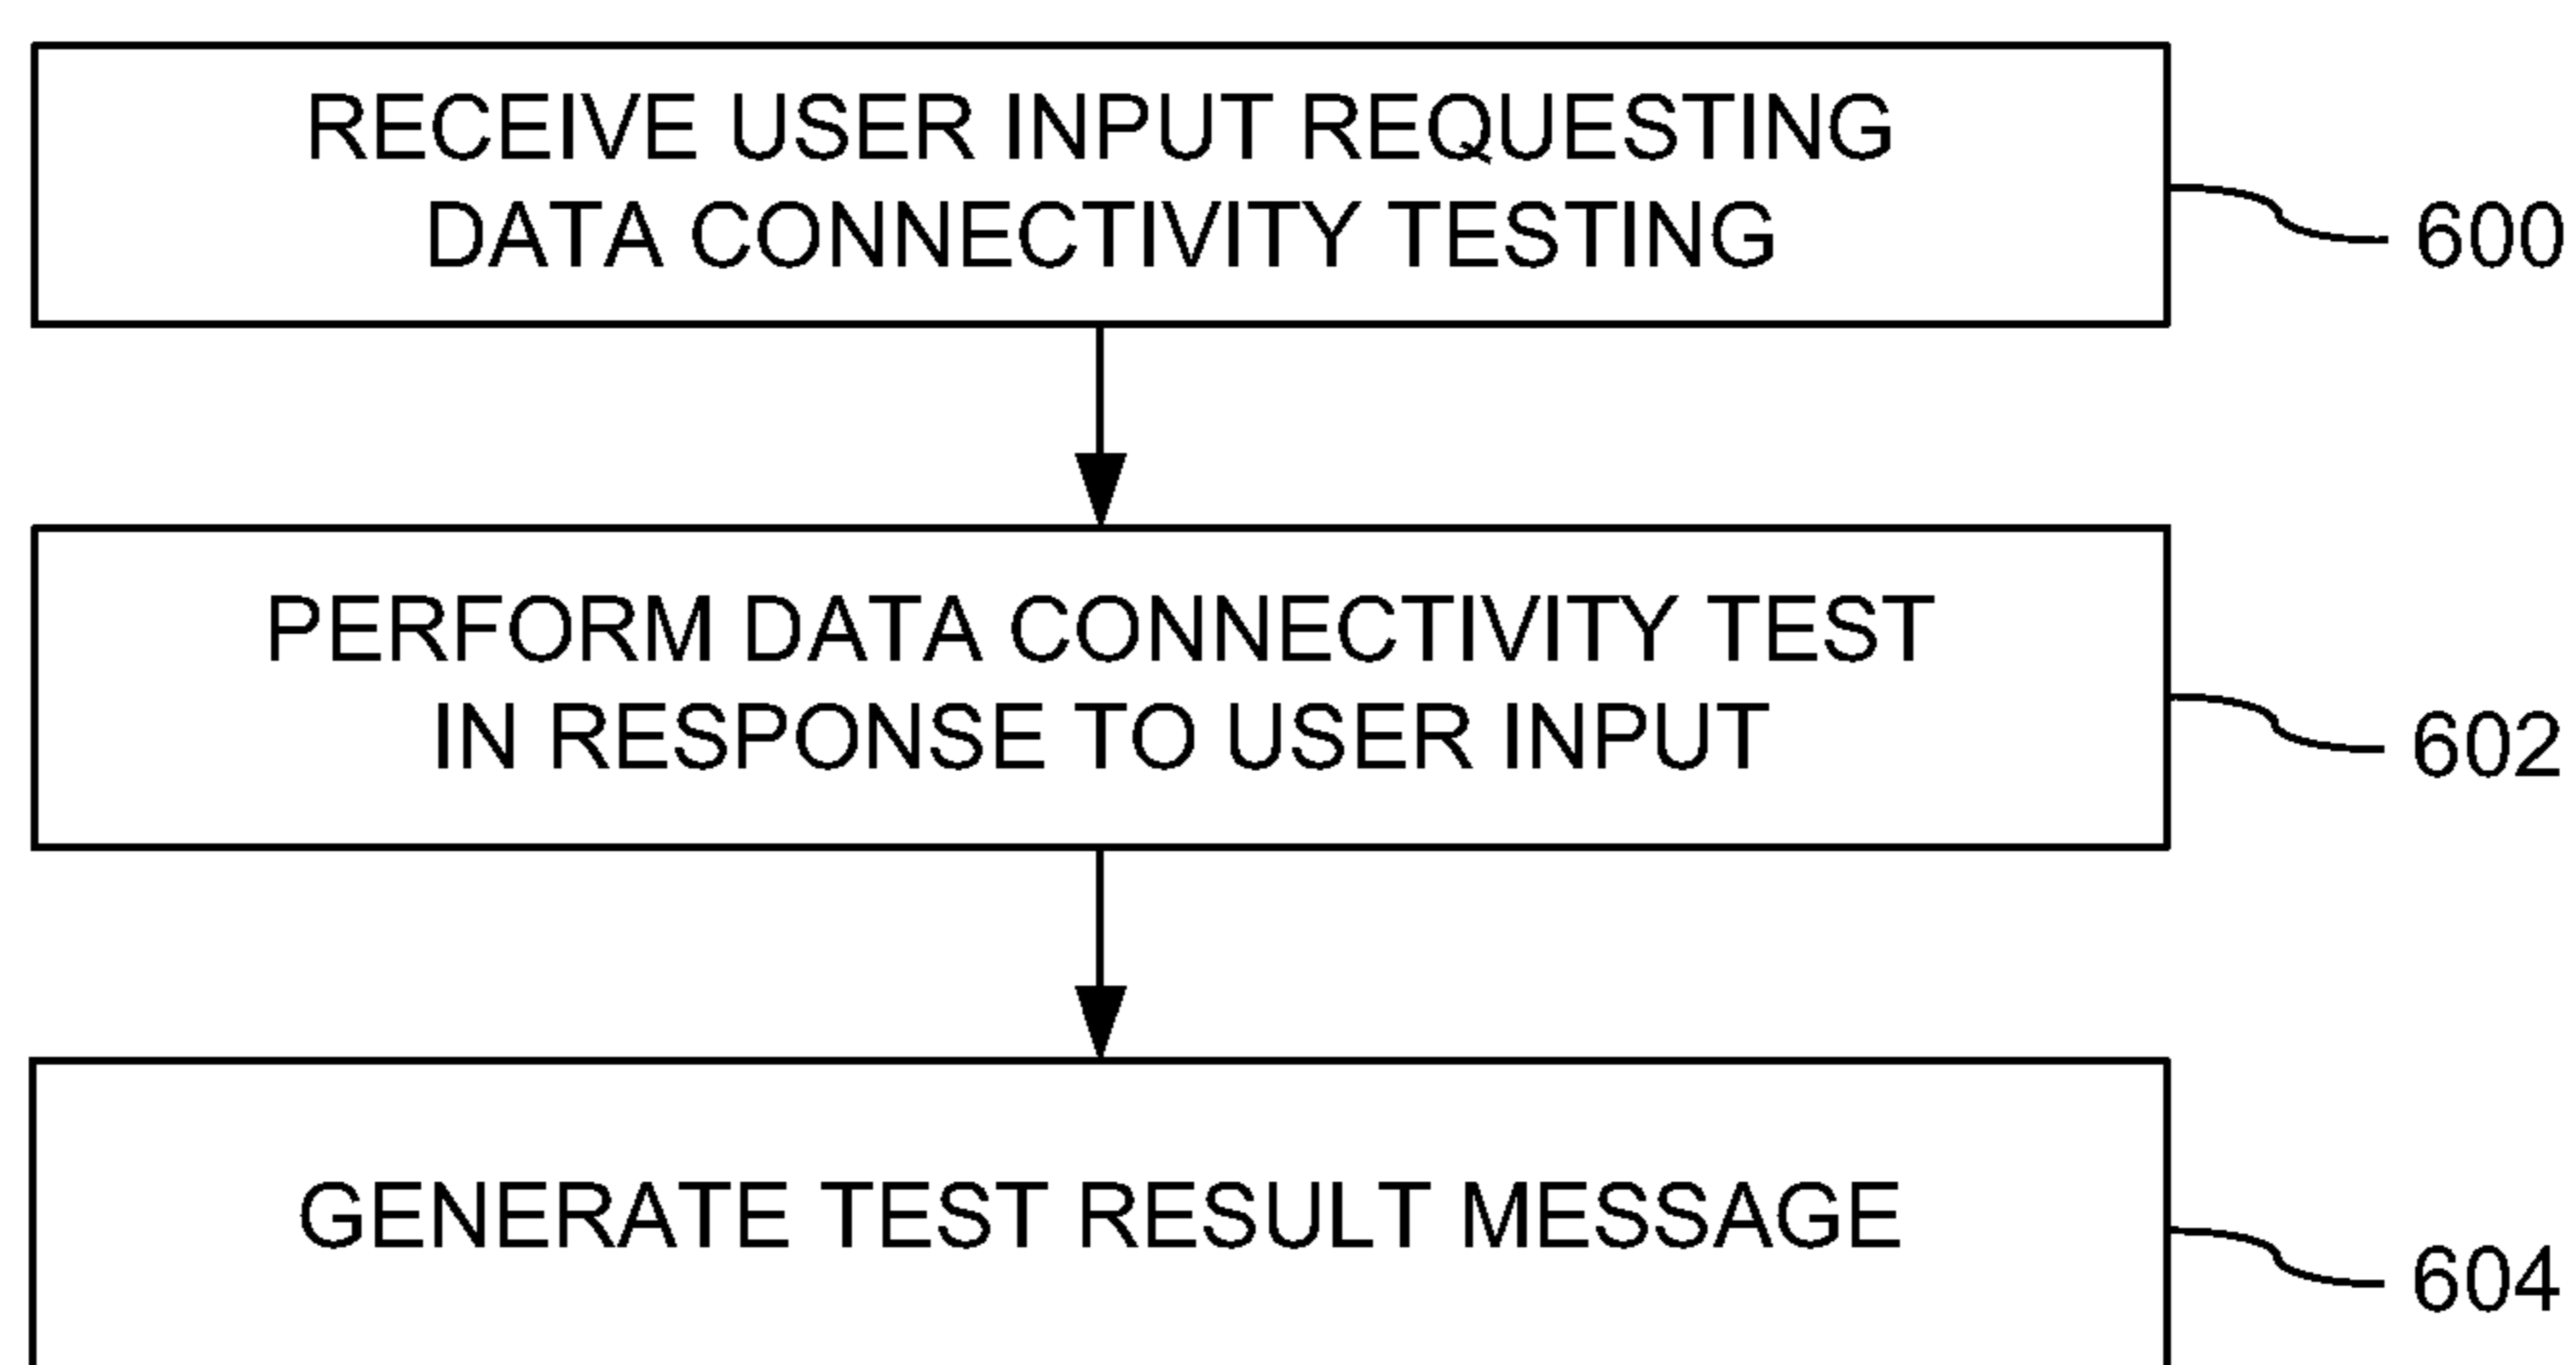 RECEIVE USER INPUT REQUESTING
DATA CONNECTIVITY TESTING
600
PERFORM DATA CONNECTIVITY TEST
IN RESPONSE TO USER INPUT
602
GENERATE TEST RESULT MESSAGE
604